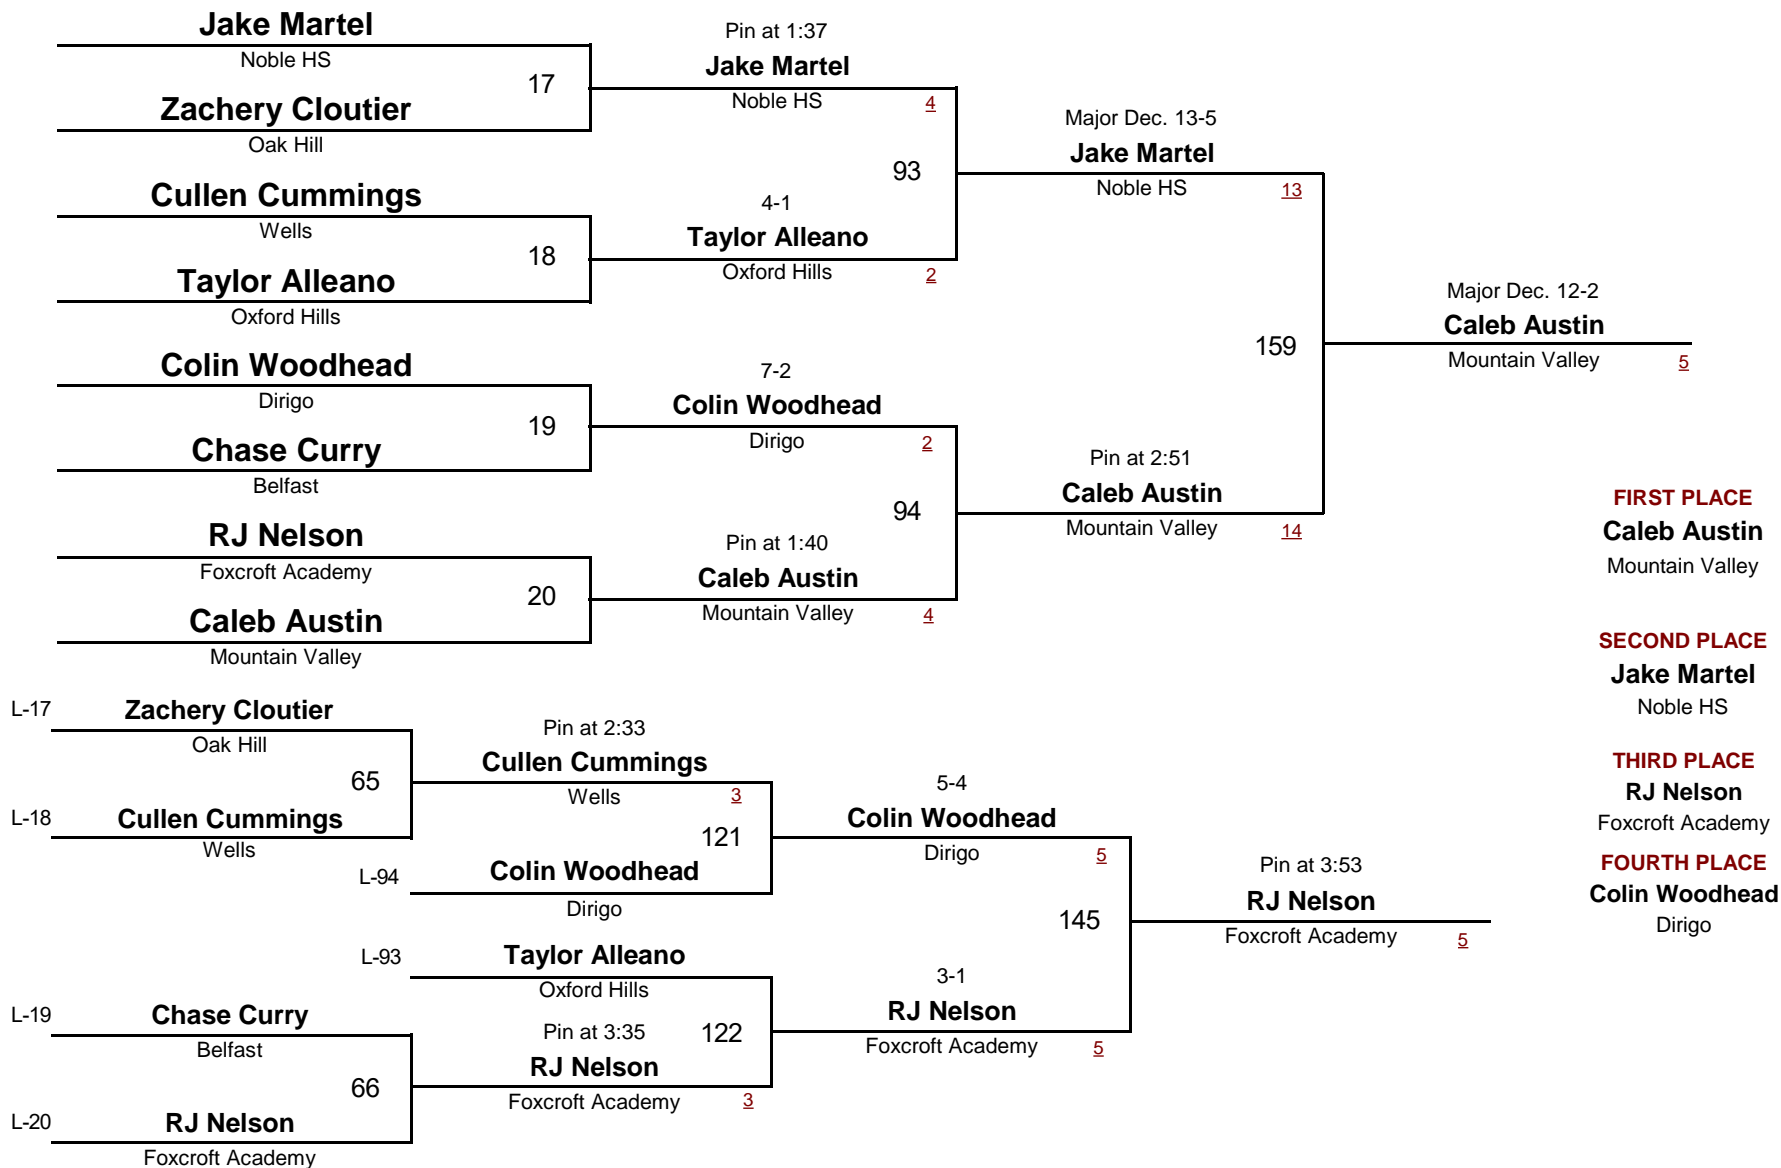 Jake Martel
Noble HS
17
Zachery Cloutier
Oak Hill
Cullen Cummings
Wells
18
Taylor Alleano
Oxford Hills
Colin Woodhead
Dirigo
19
Chase Curry
Belfast
RJ Nelson
Foxcroft Academy
20
Caleb Austin
Mountain Valley
Pin at 1:37
Jake Martel
Noble HS
4
93
4-1
Taylor Alleano
Oxford Hills
2
7-2
Colin Woodhead
Dirigo
2
94
Pin at 1:40
Caleb Austin
Mountain Valley
4
Major Dec. 13-5
Jake Martel
Noble HS
13
159
Pin at 2:51
Caleb Austin
Mountain Valley
14
Major Dec. 12-2
Caleb Austin
Mountain Valley
5
FIRST PLACE
Caleb Austin
Mountain Valley
SECOND PLACE
Jake Martel
Noble HS
THIRD PLACE
RJ Nelson
Foxcroft Academy
FOURTH PLACE
Colin Woodhead
Dirigo
L-17
Zachery Cloutier
Oak Hill
65
L-18
Cullen Cummings
Wells
Pin at 2:33
Cullen Cummings
Wells
3
121
L-94
Colin Woodhead
Dirigo
L-93
Taylor Alleano
Oxford Hills
122
L-19
Chase Curry
Belfast
66
L-20
RJ Nelson
Foxcroft Academy
Pin at 3:35
RJ Nelson
Foxcroft Academy
3
5-4
Colin Woodhead
Dirigo
5
145
3-1
RJ Nelson
Foxcroft Academy
5
Pin at 3:53
RJ Nelson
Foxcroft Academy
5